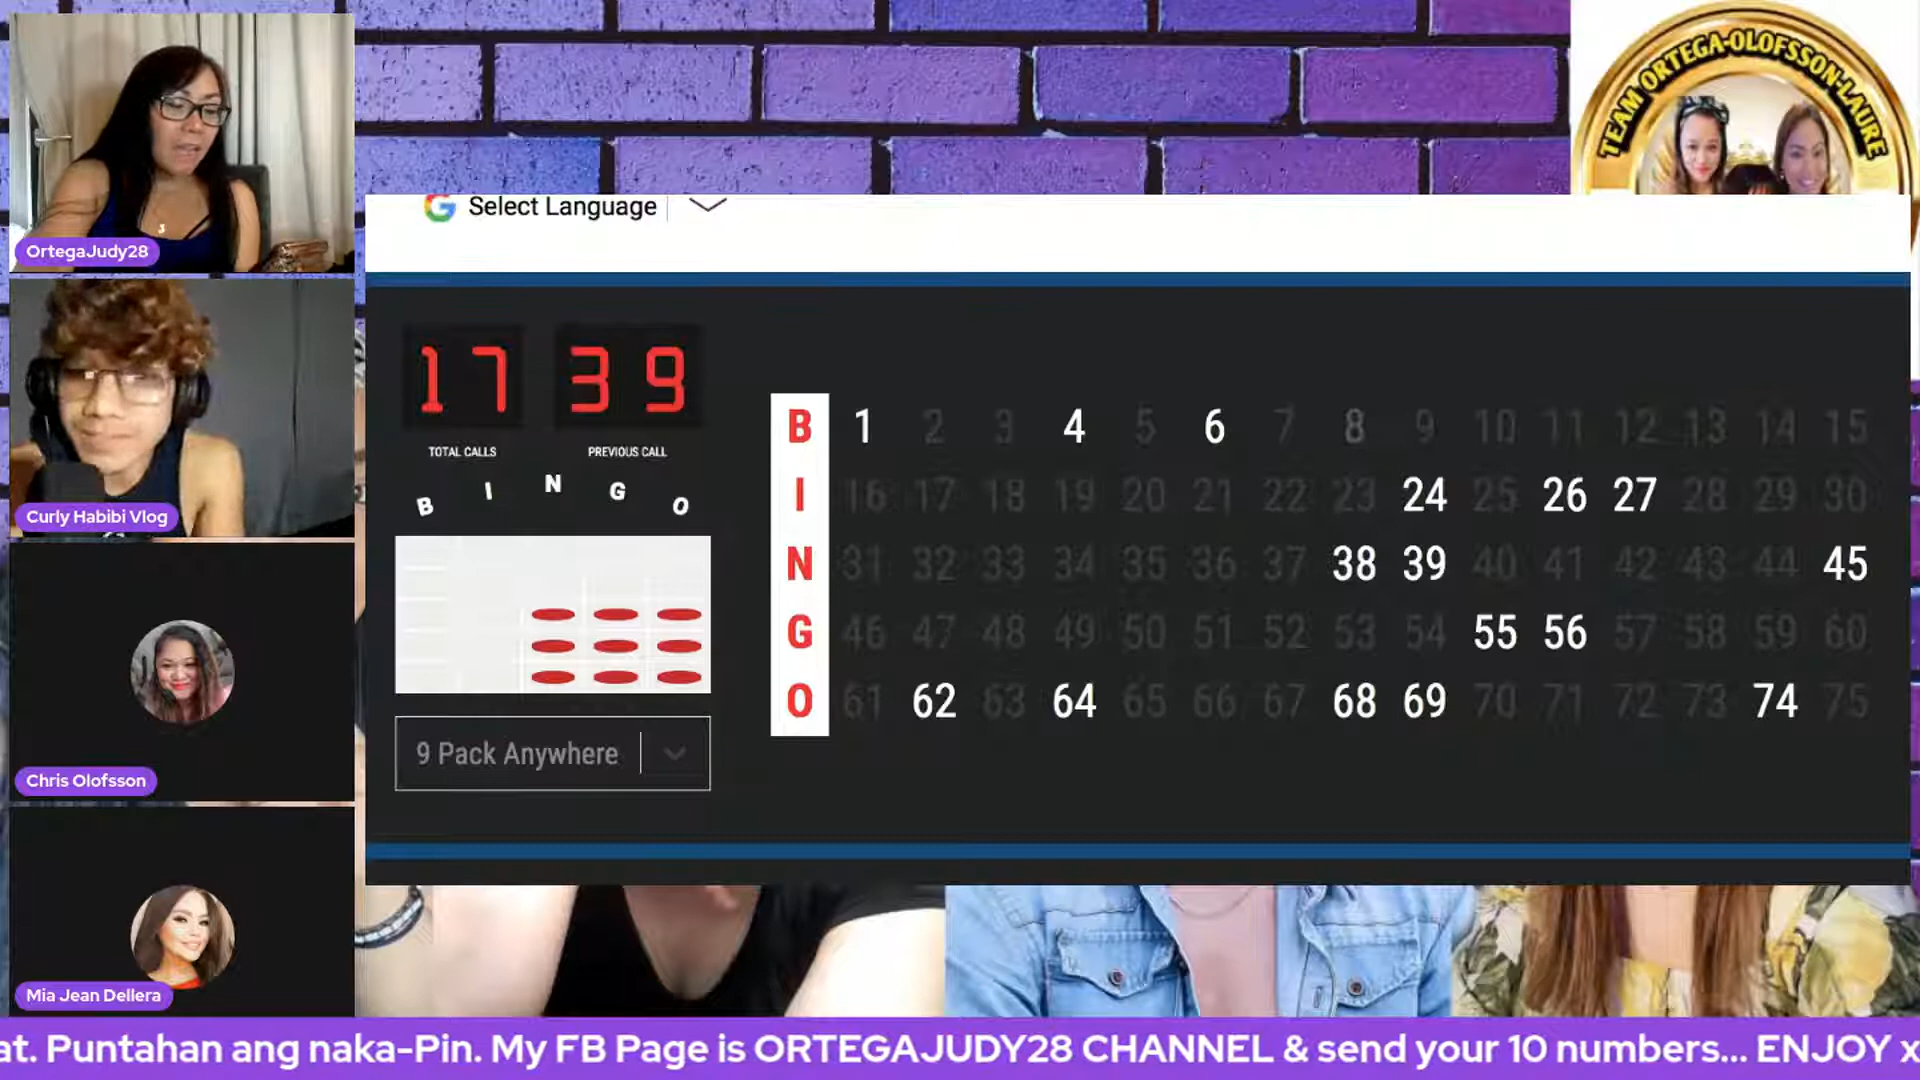 OrtegaJudy28
Curly Habibi Vlog
Chris Olofsson
Mia Jean Dellera
TEAM ORTEGA-OLOFSSON-LAURE
G Select Language
17 39
TOTAL CALLS PREVIOUS CALL
B I N G O
9 Pack Anywhere
B 1 2 3 4 5 6 7 8 9 10 11 12 13 14 15
I 16 17 18 19 20 21 22 23 24 25 26 27 28 29 30
N 31 32 33 34 35 36 37 38 39 40 41 42 43 44 45
G 46 47 48 49 50 51 52 53 54 55 56 57 58 59 60
O 61 62 63 64 65 66 67 68 69 70 71 72 73 74 75
at. Puntahan ang naka-Pin. My FB Page is ORTEGAJUDY28 CHANNEL & send your 10 numbers... ENJOY x